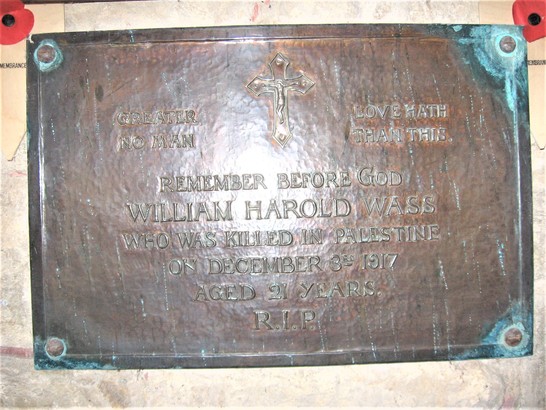 GREATER LOVE HATH
NO MAN THAN THIS.
REMEMBER BEFORE GOD
WILLIAM HAROLD WASS
WHO WAS KILLED IN PALESTINE
ON DECEMBER 3RD 1917
AGED 21 YEARS.
R.I.P.